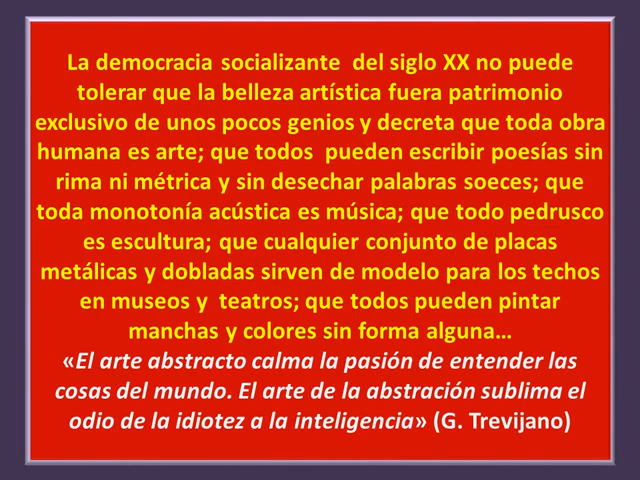 La democracia socializante del siglo XX no puede
tolerar que la belleza artística fuera patrimonio
exclusivo de unos pocos genios y decreta que toda obra
humana es arte; que todos pueden escribir poesías sin
rima ni métrica y sin desechar palabras soeces; que
toda monotonía acústica es música; que todo pedrusco
es escultura; que cualquier conjunto de placas
metálicas y dobladas sirven de modelo para los techos
en museos y teatros; que todos pueden pintar
manchas y colores sin forma alguna…
«El arte abstracto calma la pasión de entender las
cosas del mundo. El arte de la abstración sublima el
odio de la idiotez a la inteligencia» (G. Trevijano)